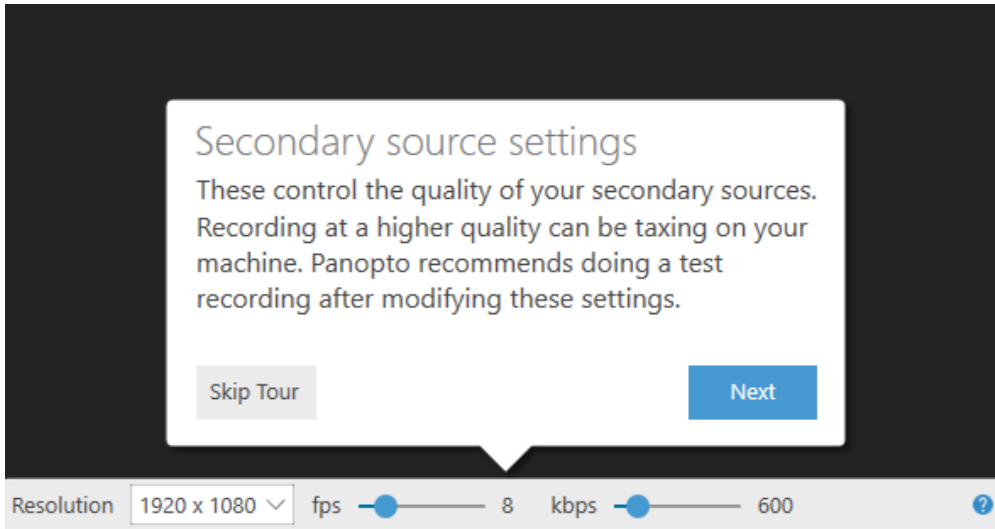 Secondary source settings
These control the quality of your secondary sources.
Recording at a higher quality can be taxing on your
machine. Panopto recommends doing a test
recording after modifying these settings.
Skip Tour
Next
Resolution 1920 x 1080 fps 8 kbps 600 ?